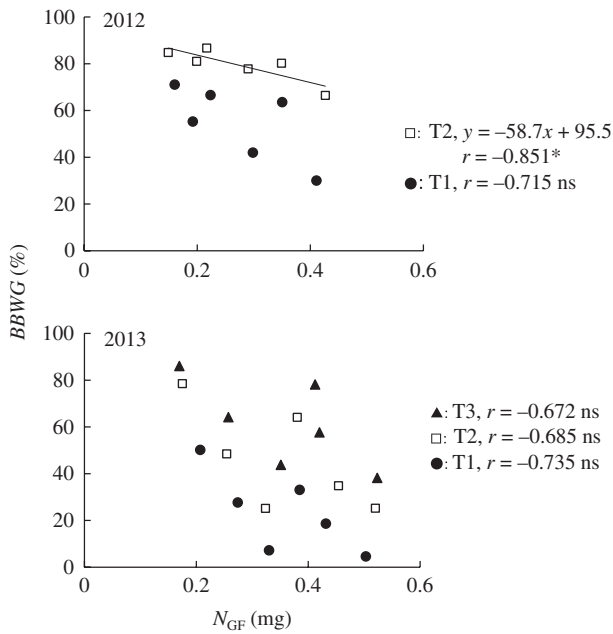 100
2012
80
60
40
20
0
0
0.2
0.4
0.6
□: T2, y = –58.7x + 95.5
r = –0.851*
●: T1, r = –0.715 ns
BBWG (%)
100
2013
80
60
40
20
0
0
0.2
0.4
0.6
▲: T3, r = –0.672 ns
□: T2, r = –0.685 ns
●: T1, r = –0.735 ns
N_GF (mg)